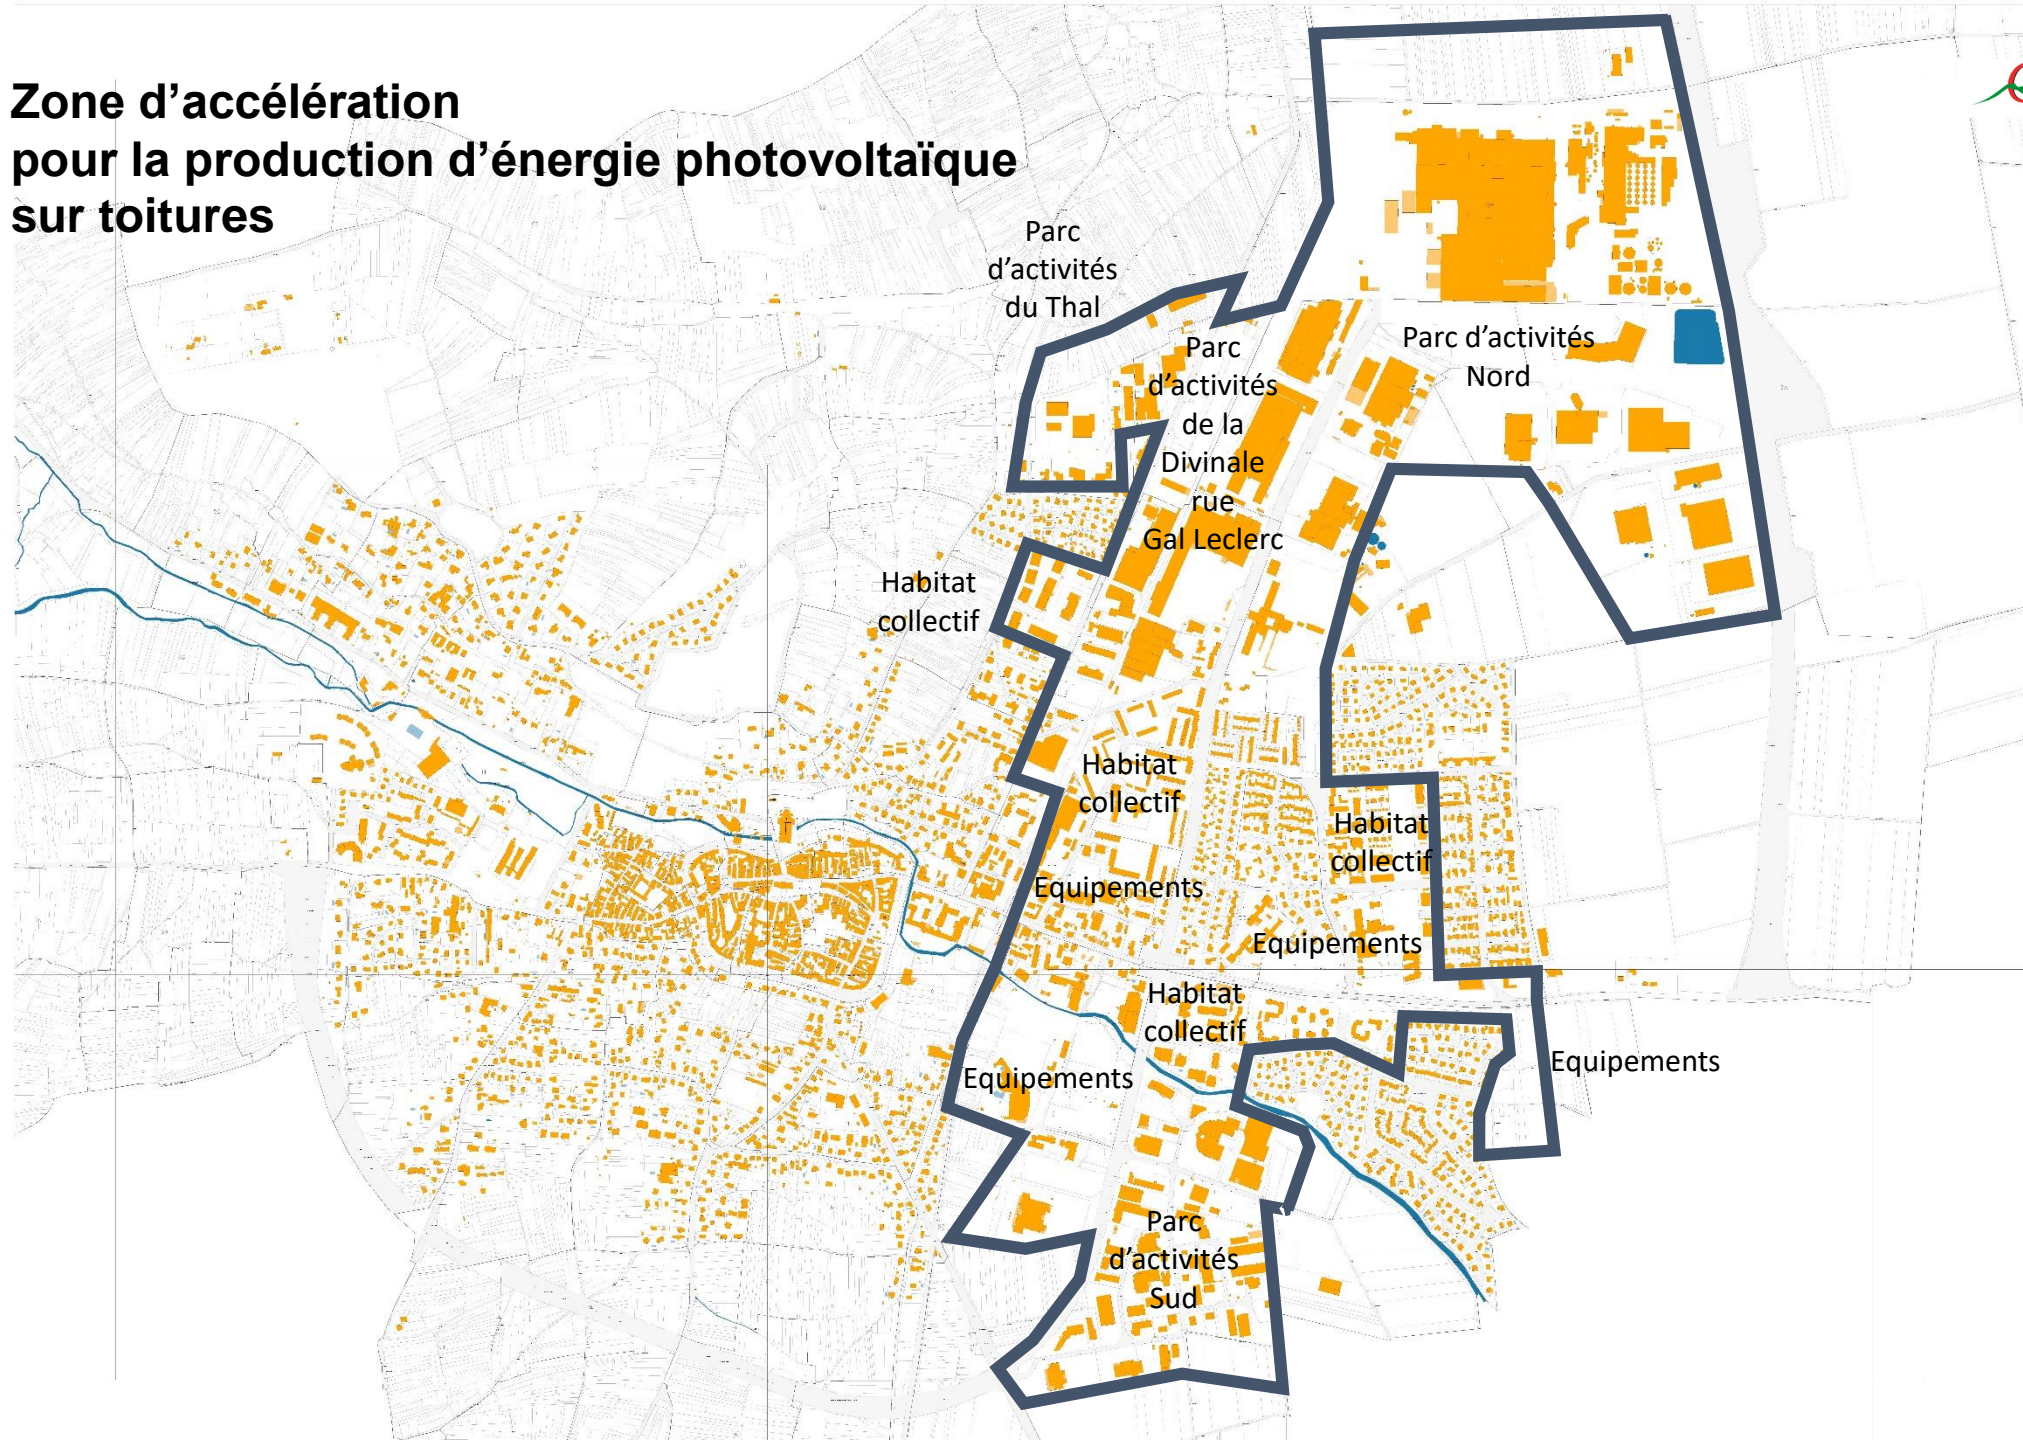 Zone d’accélération
pour la production d’énergie photovoltaïque
sur toitures
Parc
d’activités
du Thal
Parc
d’activités
de la
Divinale
rue
Gal Leclerc
Parc d’activités
Nord
Habitat
collectif
Habitat
collectif
Habitat
collectif
Equipements
Equipements
Habitat
collectif
Equipements
Equipements
Parc
d’activités
Sud